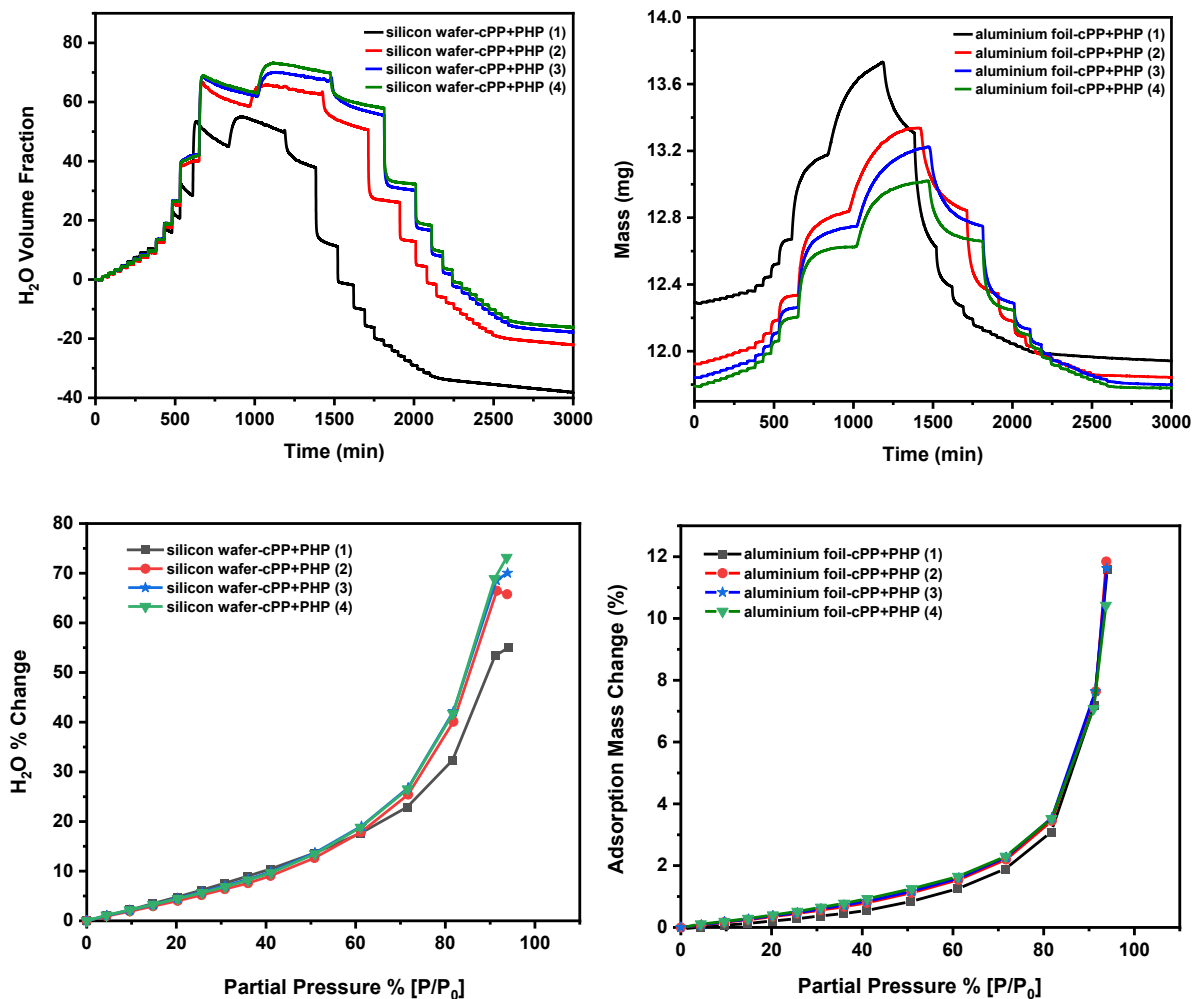 80
60
40
20
0
-20
-40
H₂O Volume Fraction
0
500
1000
1500
2000
2500
3000
Time (min)
silicon wafer-cPP+PHP (1)
silicon wafer-cPP+PHP (2)
silicon wafer-cPP+PHP (3)
silicon wafer-cPP+PHP (4)
14.0
13.6
13.2
12.8
12.4
12.0
Mass (mg)
0
500
1000
1500
2000
2500
3000
Time (min)
aluminium foil-cPP+PHP (1)
aluminium foil-cPP+PHP (2)
aluminium foil-cPP+PHP (3)
aluminium foil-cPP+PHP (4)
80
70
60
50
40
30
20
10
0
H₂O % Change
0
20
40
60
80
100
Partial Pressure % [P/P₀]
silicon wafer-cPP+PHP (1)
silicon wafer-cPP+PHP (2)
silicon wafer-cPP+PHP (3)
silicon wafer-cPP+PHP (4)
12
10
8
6
4
2
0
Adsorption Mass Change (%)
0
20
40
60
80
100
Partial Pressure % [P/P₀]
aluminium foil-cPP+PHP (1)
aluminium foil-cPP+PHP (2)
aluminium foil-cPP+PHP (3)
aluminium foil-cPP+PHP (4)